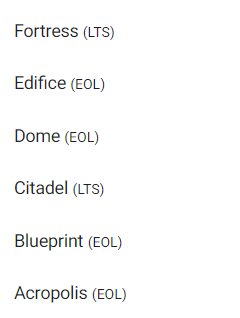 Fortress (LTS)
Edifice (EOL)
Dome (EOL)
Citadel (LTS)
Blueprint (EOL)
Acropolis (EOL)